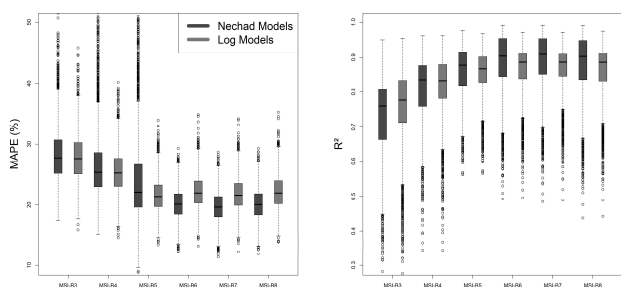 Nechad Models
Log Models
MAPE (%)
50
40
30
20
10
MSI-B3 MSI-B4 MSI-B5 MSI-B6 MSI-B7 MSI-B8
R²
1.0
0.9
0.8
0.7
0.6
0.5
0.4
0.3
MSI-B3 MSI-B4 MSI-B5 MSI-B6 MSI-B7 MSI-B8